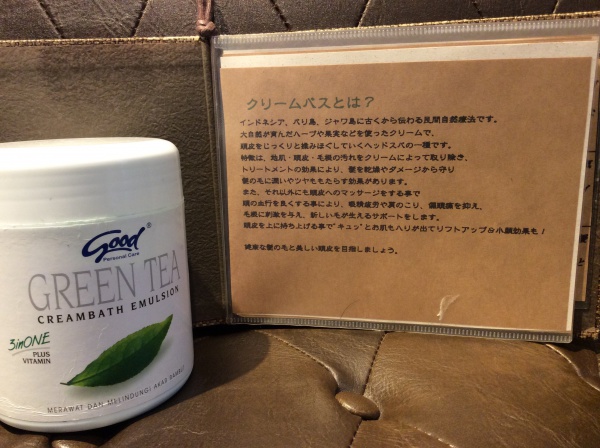 Good®
Personal Care
GREEN TEA
CREAMBATH EMULSION
3inONE
PLUS
VITAMIN
MERAWAT DAN MELINDUNGI AKAR RAMBUT
クリームバスとは？
インドネシア、バリ島、ジャワ島に古くから伝わる民間自然療法です。
大自然が育んだハーブや果実などを使ったクリームで、
頭皮をじっくりと揉みほぐしていくヘッドスパの一種です。
特徴は、地肌・頭皮・毛根の汚れをクリームによって取り除き、
トリートメントの効果により、髪を乾燥やダメージから守り
髪の毛に潤いやツヤをもたらす効果があります。
また、それ以外にも頭皮へのマッサージをする事で
頭の血行を良くする事により、眼精疲労や肩のこり、偏頭痛を抑え、
毛根に刺激を与え、新しい毛が生えるサポートをします。
頭皮を上に持ち上げる事で"キュッ"とお肌もハリが出てリフトアップ&小顔効果も！
健康な髪の毛と美しい頭皮を目指しましょう。